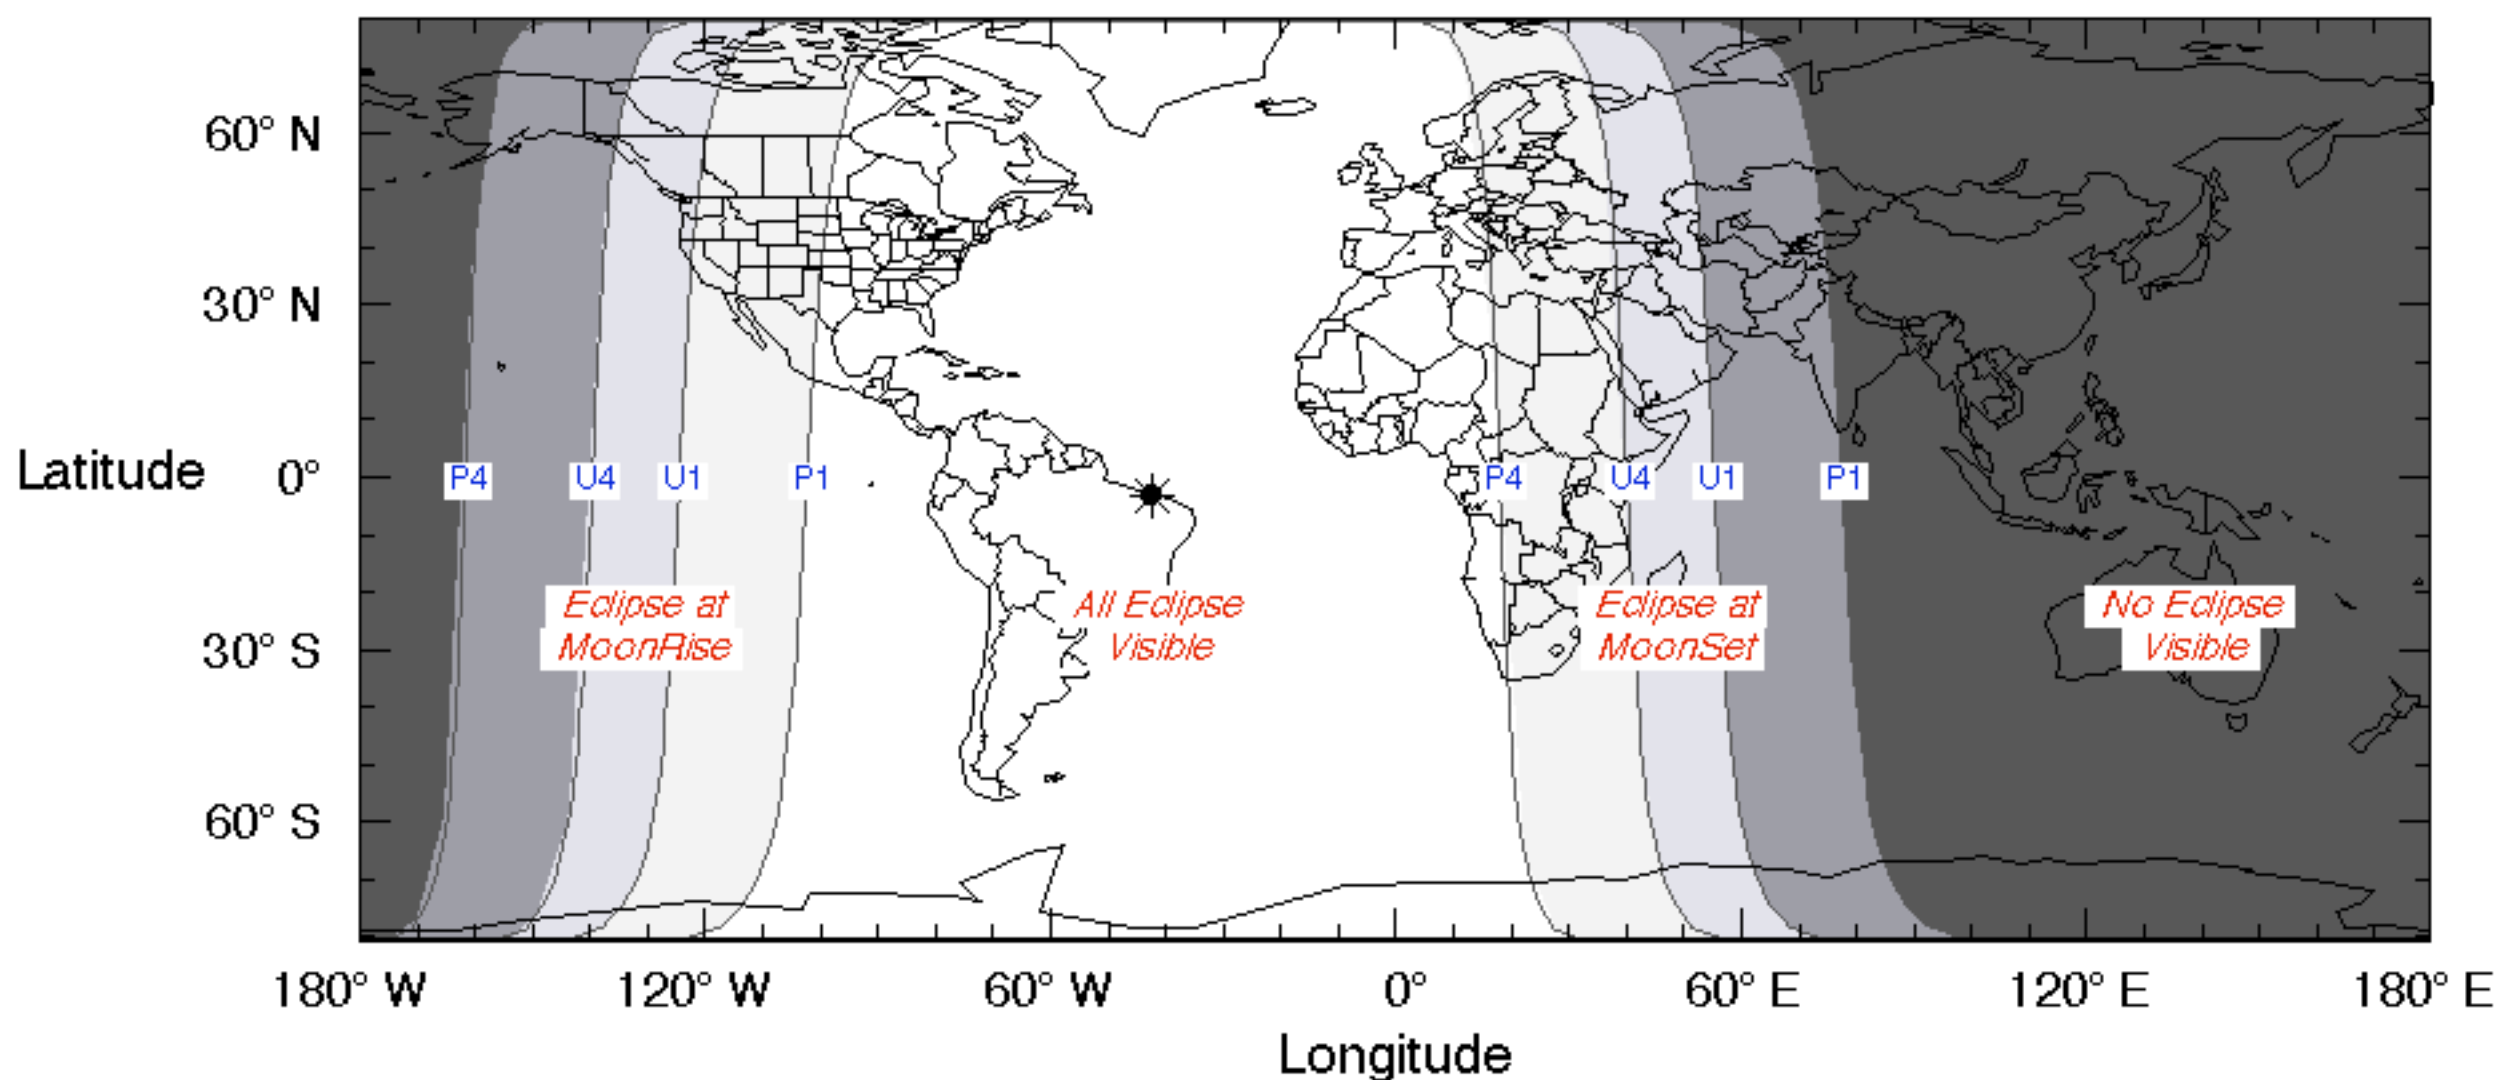 60° N
30° N
Latitude 0°
P4 U4 U1 P1 P4 U4 U1 P1
Eclipse at MoonRise
All Eclipse Visible
Eclipse at MoonSet
No Eclipse Visible
30° S
60° S
180° W 120° W 60° W 0° 60° E 120° E 180° E
Longitude